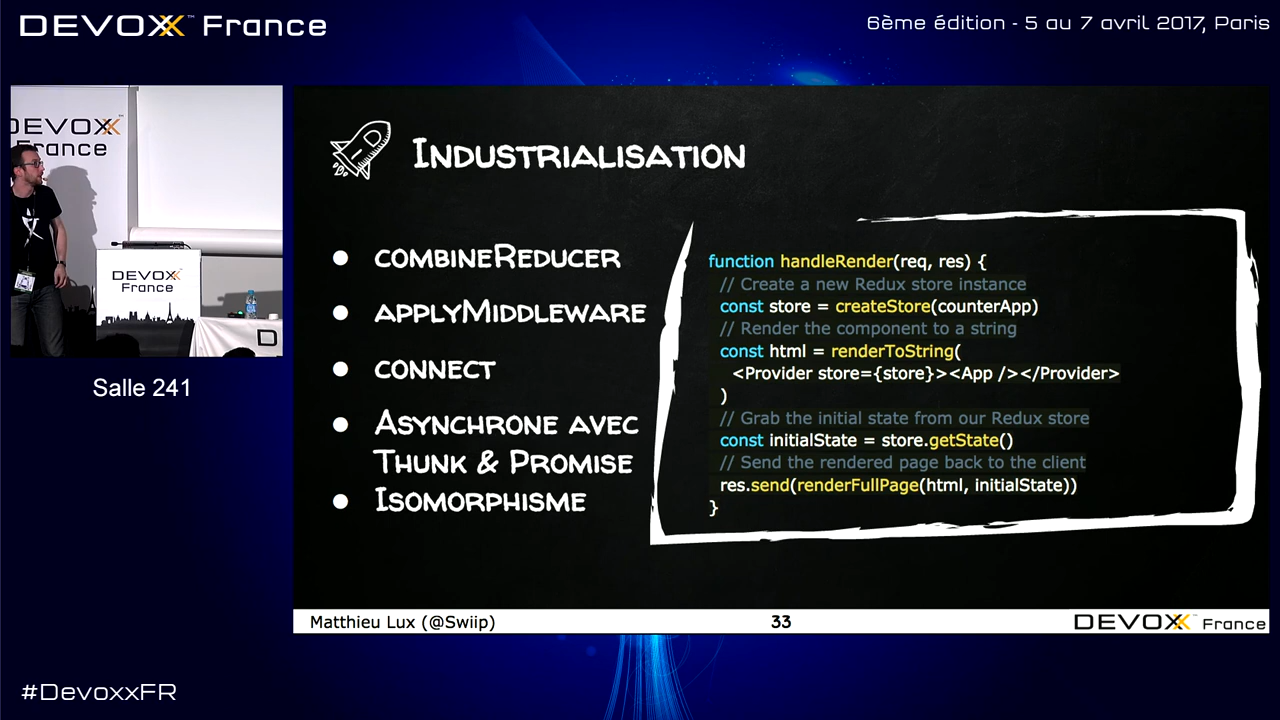 DEVOXX™ France
6ème édition - 5 au 7 avril 2017, Paris
DEVOXX™
France
DEVOXX
France
D
Salle 241
Industrialisation
● combineReducer
● applyMiddleware
● connect
● Asynchrone avec
Thunk & Promise
● Isomorphisme
function handleRender(req, res) {
// Create a new Redux store instance
const store = createStore(counterApp)
// Render the component to a string
const html = renderToString(
<Provider store={store}><App /></Provider>
)
// Grab the initial state from our Redux store
const initialState = store.getState()
// Send the rendered page back to the client
res.send(renderFullPage(html, initialState))
}
Matthieu Lux (@Swiip)
33
DEVOXX™ France
#DevoxxFR